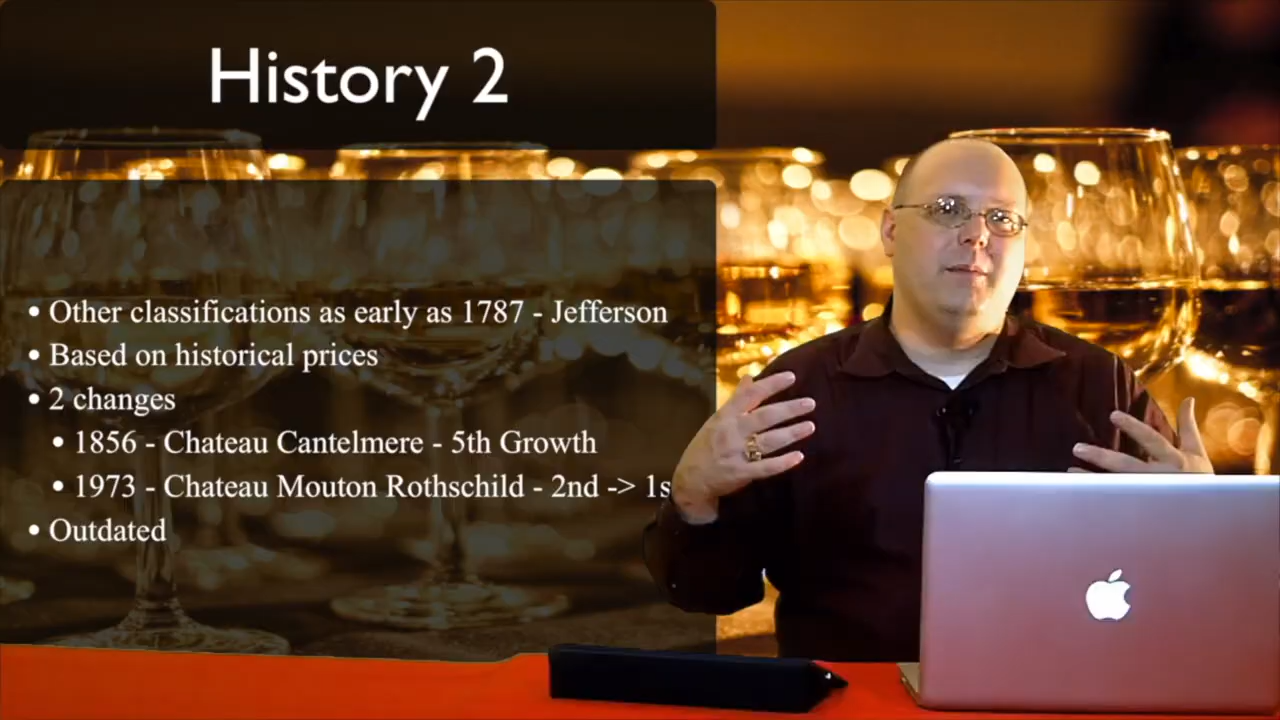 History 2
• Other classifications as early as 1787 - Jefferson
• Based on historical prices
• 2 changes
• 1856 - Chateau Cantelmere - 5th Growth
• 1973 - Chateau Mouton Rothschild - 2nd -> 1s
• Outdated